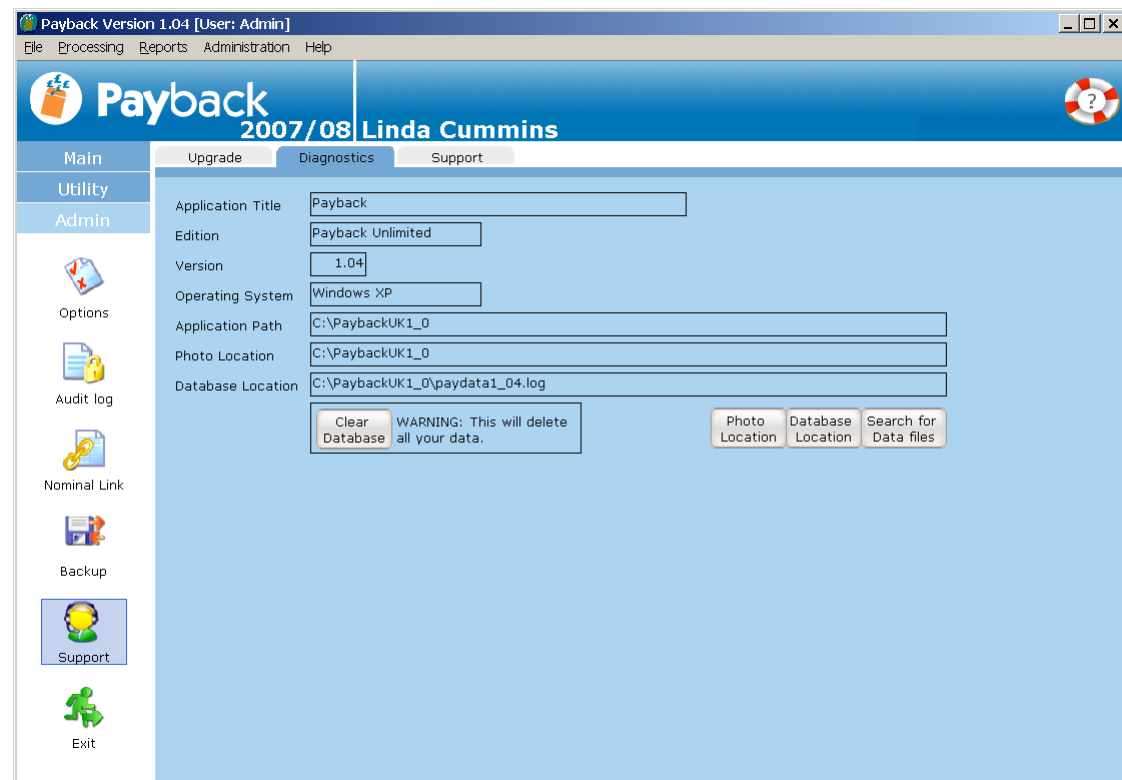 Payback Version 1.04 [User: Admin]
File Processing Reports Administration Help
£ £ £
Payback
2007/08 Linda Cummins
?
Main
Utility
Admin
Options
Audit log
Nominal Link
Backup
Support
Exit
Upgrade Diagnostics Support
Application Title Payback
Edition Payback Unlimited
Version 1.04
Operating System Windows XP
Application Path C:\PaybackUK1_0
Photo Location C:\PaybackUK1_0
Database Location C:\PaybackUK1_0\paydata1_04.log
Clear
Database
WARNING: This will delete
all your data.
Photo
Location
Database
Location
Search for
Data files